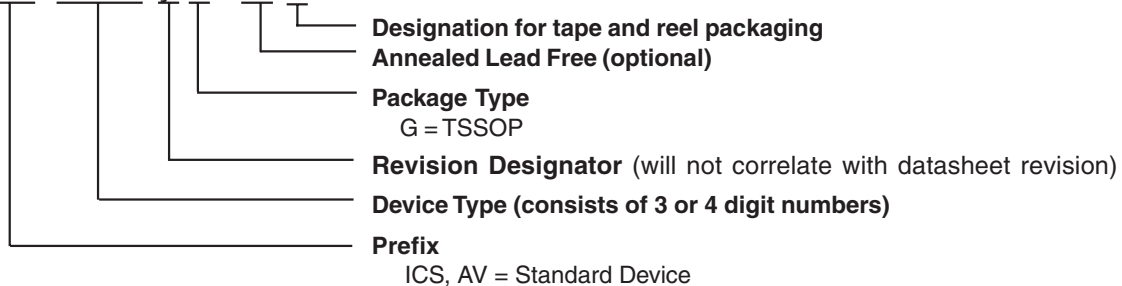 Designation for tape and reel packaging
Annealed Lead Free (optional)
Package Type
G = TSSOP
Revision Designator (will not correlate with datasheet revision)
Device Type (consists of 3 or 4 digit numbers)
Prefix
ICS, AV = Standard Device